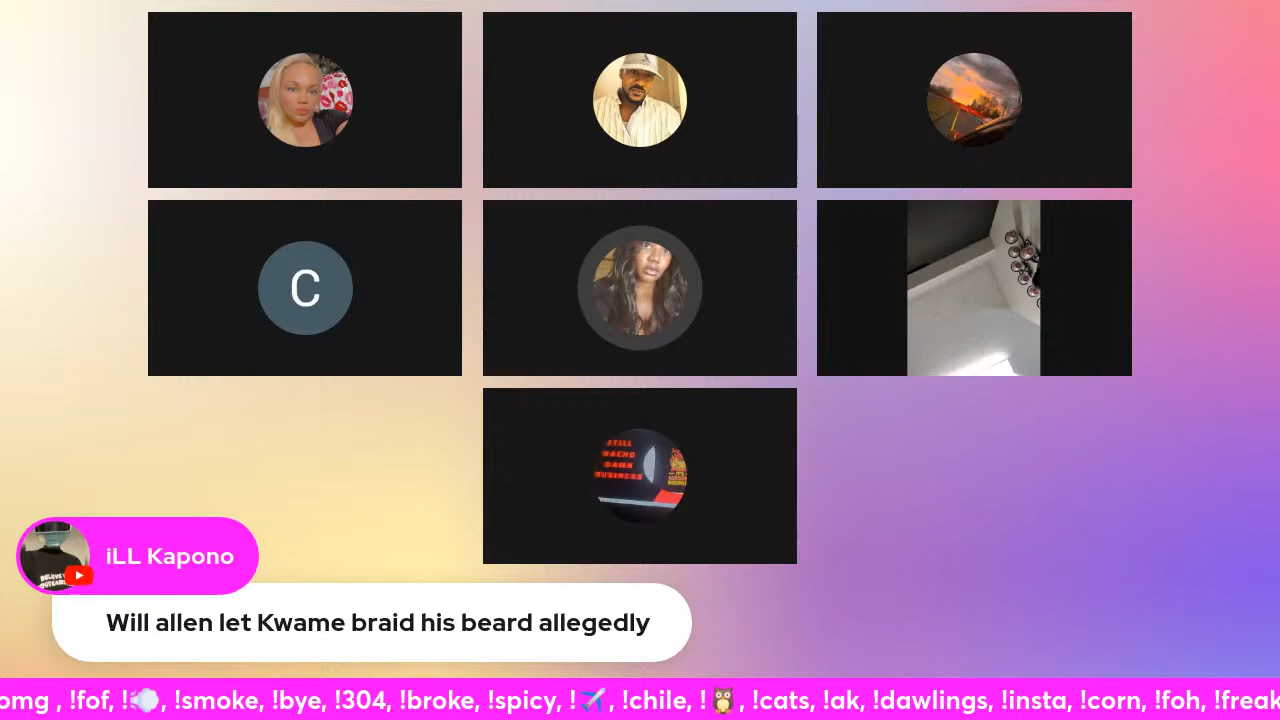 C
STILL
NACHO
DAMN
BUSINESS
iLL Kapono
Will allen let Kwame braid his beard allegedly
omg , !fof, !💨, !smoke, !bye, !304, !broke, !spicy, !✈️, !chile, !🦉, !cats, !ak, !dawlings, !insta, !corn, !foh, !freak